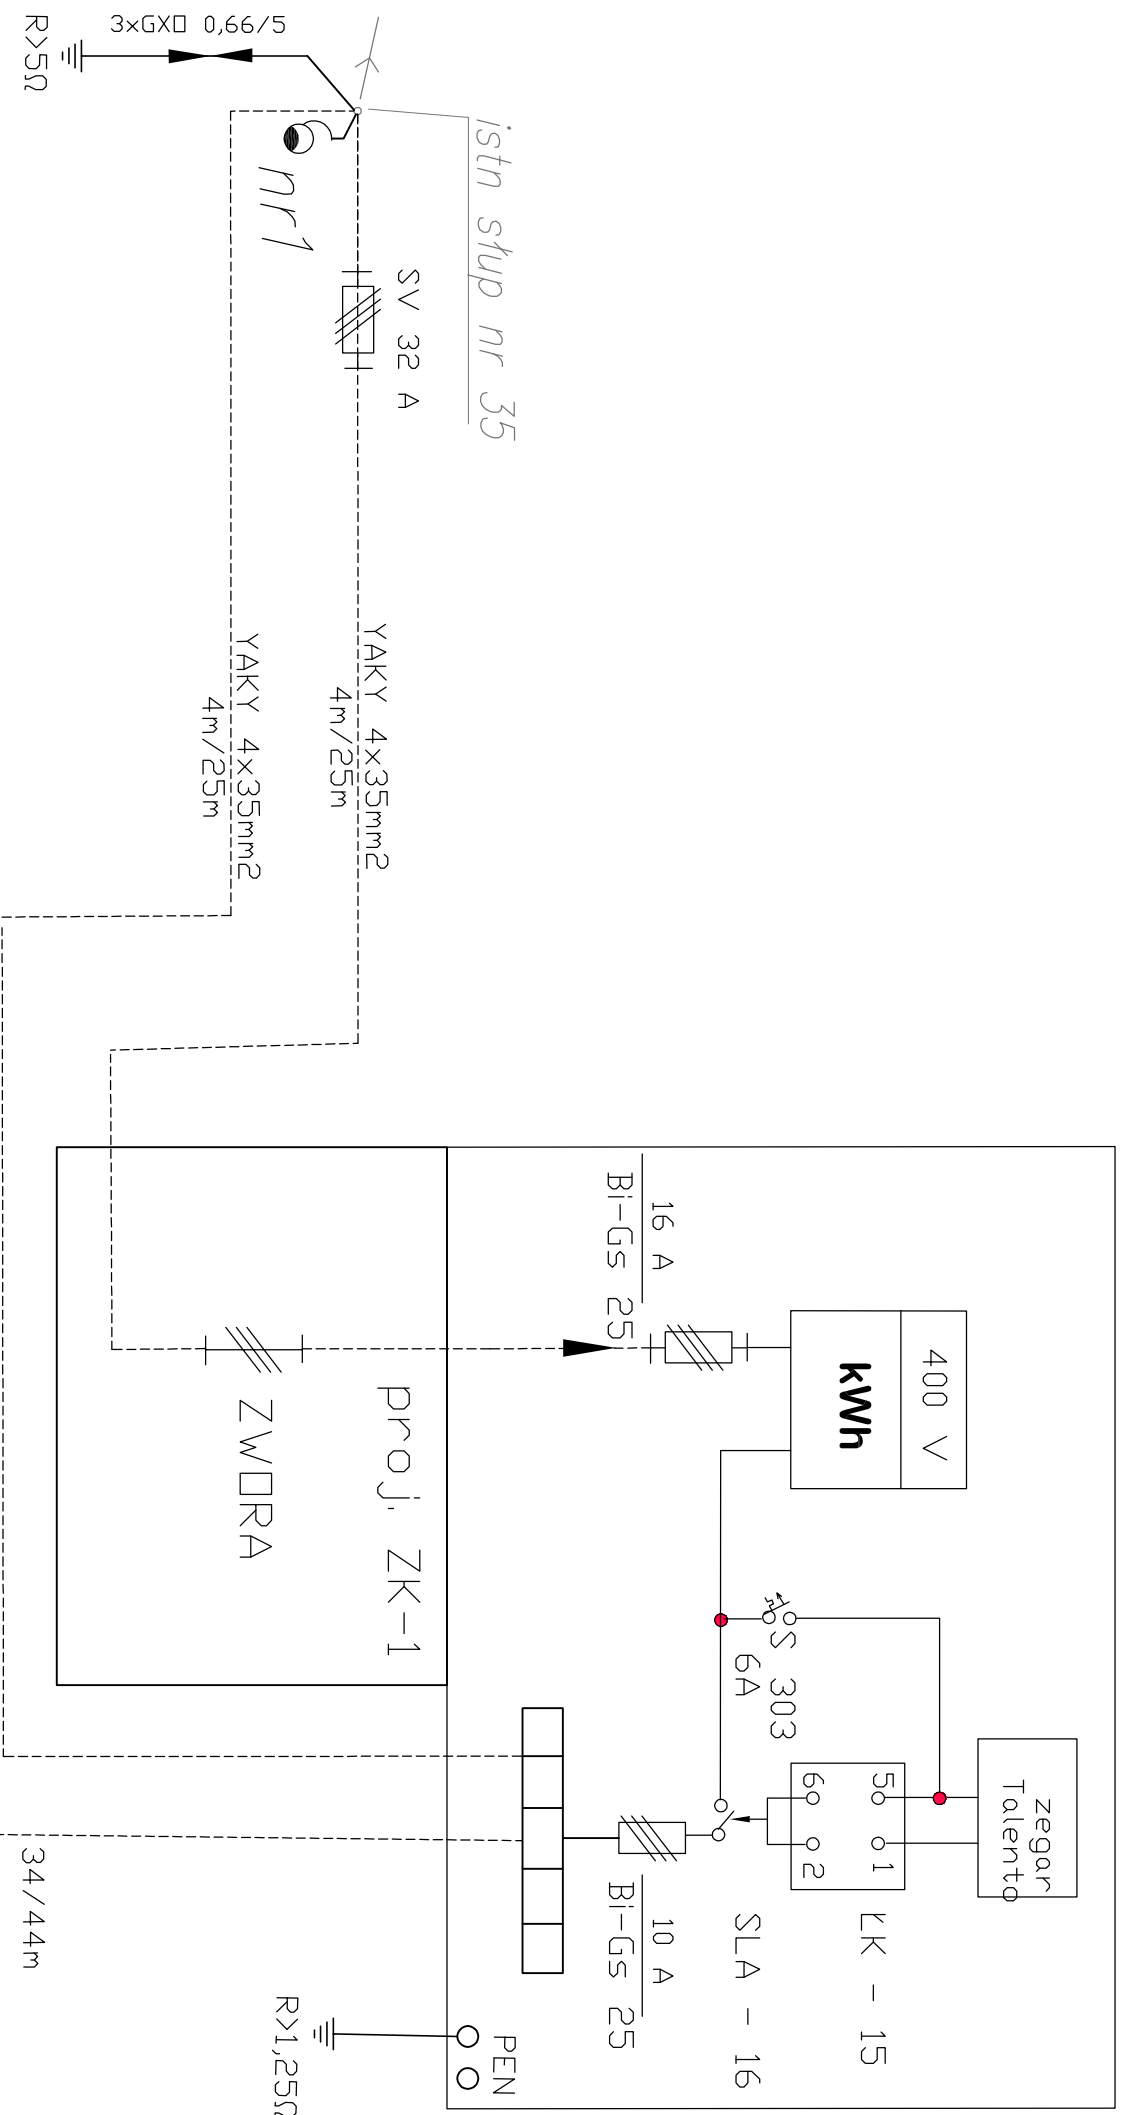 3xGXO 0,66/5
R>5Ω
istn słup nr 35
nr1
SV 32 A
YAKY 4x35mm2
4m/25m
YAKY 4x35mm2
4m/25m
16 A
Bi-Gs 25
400 V
kWh
proj. ZK-1
ZWORA
S 303
6A
zegar
Talento
5 1
6 2
ŁK - 15
SLA - 16
10 A
Bi-Gs 25
PEN
R>1,25Ω
34/44m